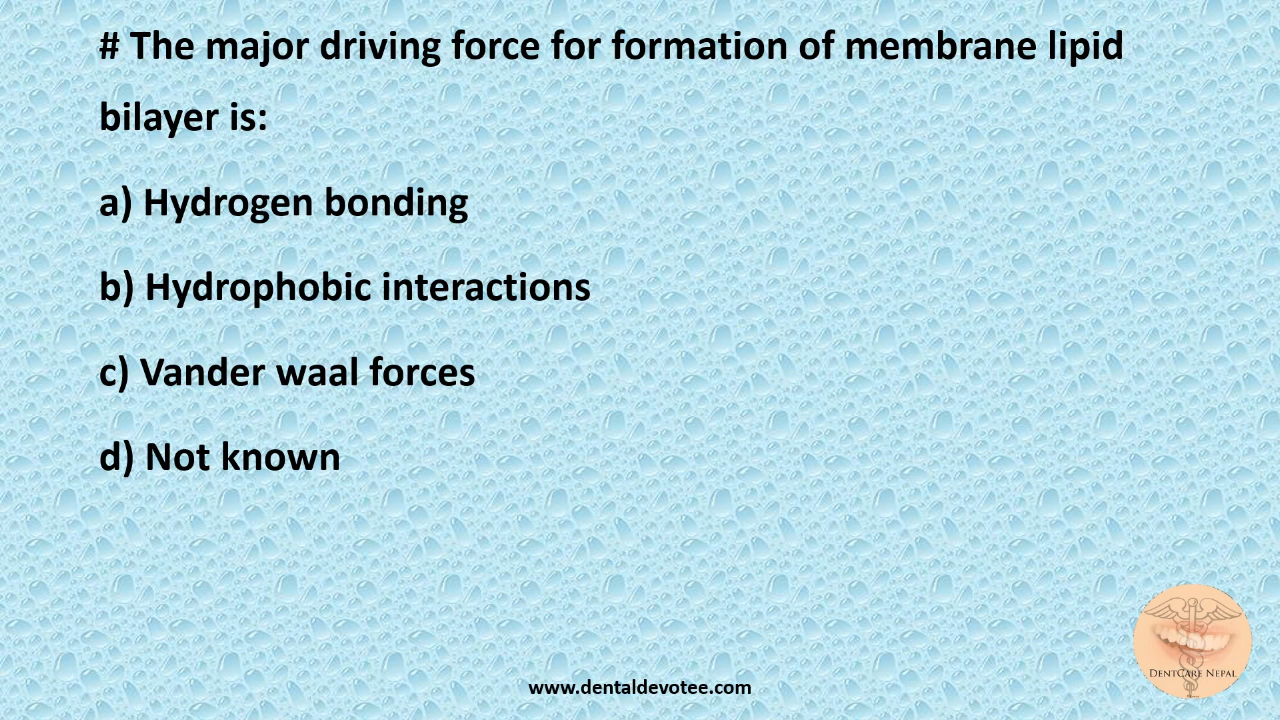 # The major driving force for formation of membrane lipid
bilayer is:
a) Hydrogen bonding
b) Hydrophobic interactions
c) Vander waal forces
d) Not known
DentCare Nepal
www.dentaldevotee.com